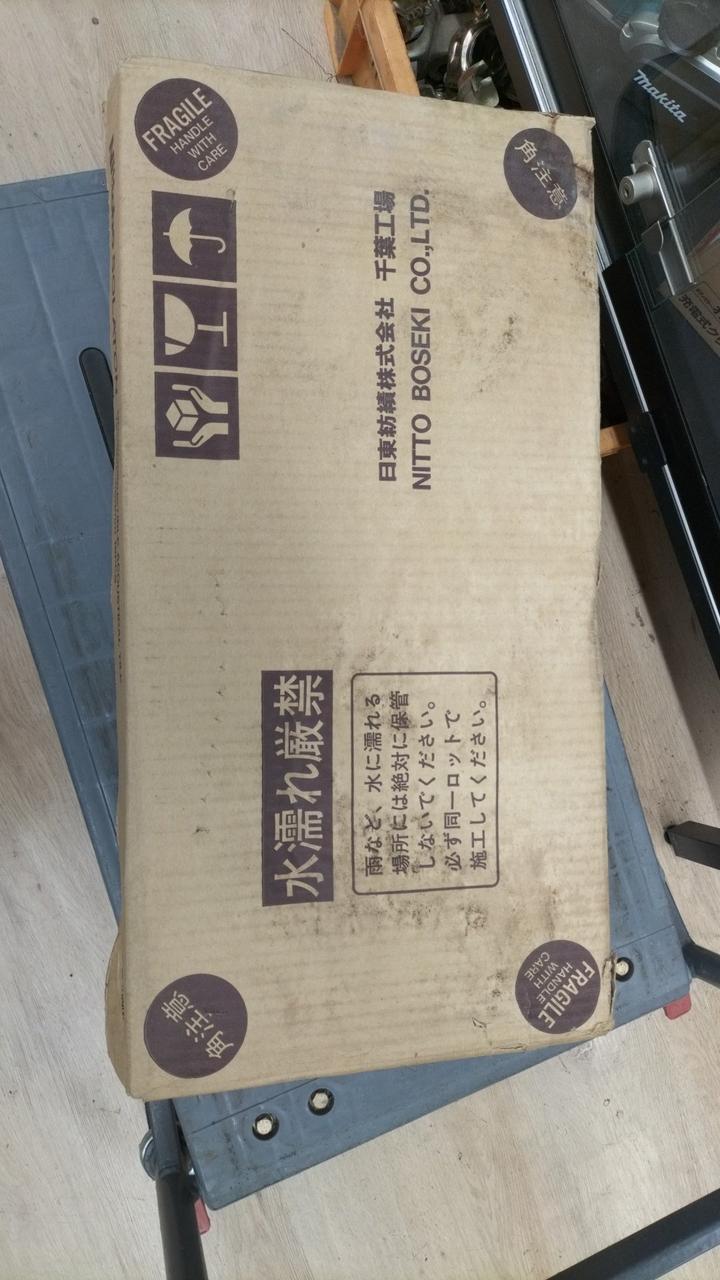 FRAGILE
HANDLE
WITH
CARE
角注意
日東紡績株式会社 千葉工場
NITTO BOSEKI CO.,LTD.
水濡れ厳禁
雨など、水に濡れる
場所には絶対に保管
しないでください。
必ず同一ロットで
施工してください。
角注意
FRAGILE
HANDLE
WITH
CARE
Makita